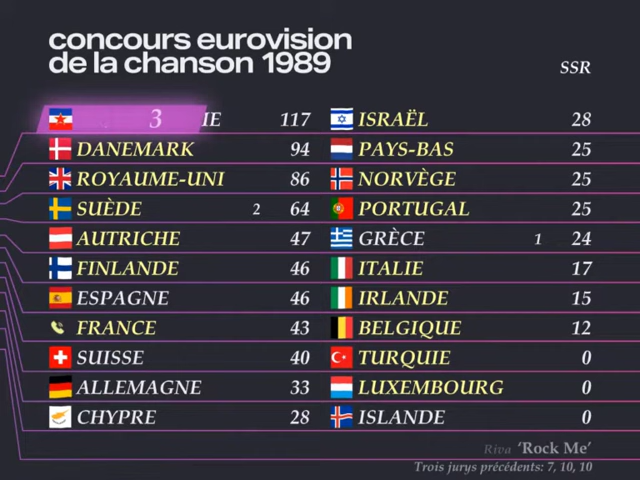 concours eurovision
de la chanson 1989
SSR
3 IE 117 ISRAËL 28
DANEMARK 94 PAYS-BAS 25
ROYAUME-UNI 86 NORVÈGE 25
SUÈDE 2 64 PORTUGAL 25
AUTRICHE 47 GRÈCE 1 24
FINLANDE 46 ITALIE 17
ESPAGNE 46 IRLANDE 15
FRANCE 43 BELGIQUE 12
SUISSE 40 TURQUIE 0
ALLEMAGNE 33 LUXEMBOURG 0
CHYPRE 28 ISLANDE 0
Riva 'Rock Me'
Trois jurys précédents: 7, 10, 10